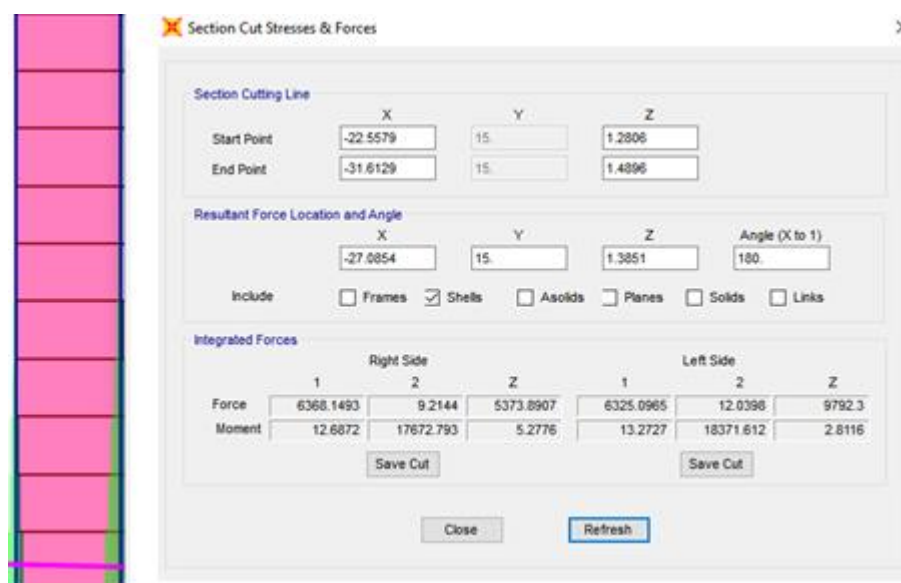 Section Cut Stresses & Forces
Section Cutting Line
X Y Z
Start Point -22.5579 15. 1.2806
End Point -31.6129 15. 1.4896
Resultant Force Location and Angle
X Y Z Angle (X to 1)
-27.0854 15. 1.3851 180.
Include Frames Shells Asolids Planes Solids Links
Integrated Forces
Right Side Left Side
1 2 Z 1 2 Z
Force 6368.1493 9.2144 5373.8907 6325.0965 12.0398 9792.3
Moment 12.6872 17672.793 5.2776 13.2727 18371.612 2.8116
Save Cut Save Cut
Close Refresh